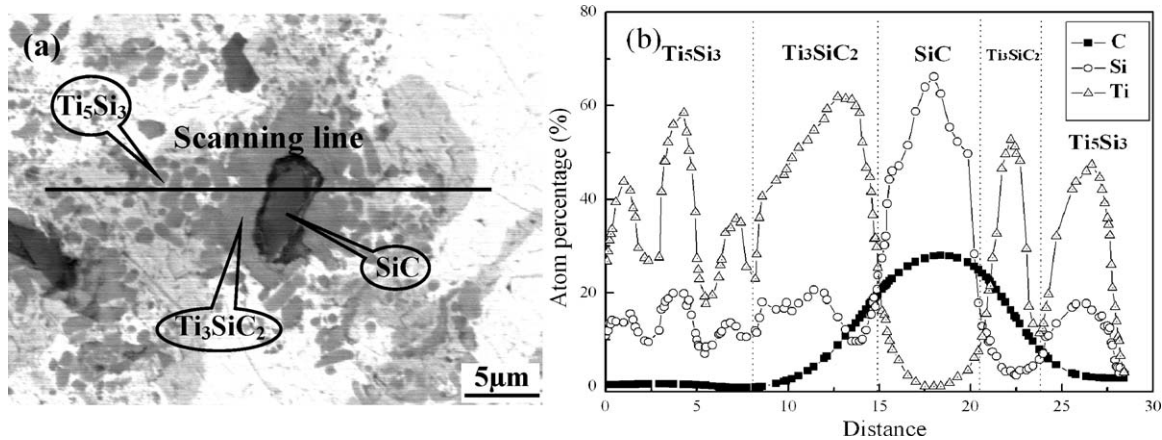 (a)
Ti₅Si₃
Scanning line
SiC
Ti₃SiC₂
5μm
(b)
Ti₅Si₃
Ti₃SiC₂
SiC
Ti₃SiC₂
Ti₅Si₃
C
Si
Ti
Atom percentage (%)
80
60
40
20
0
0 5 10 15 20 25 30
Distance